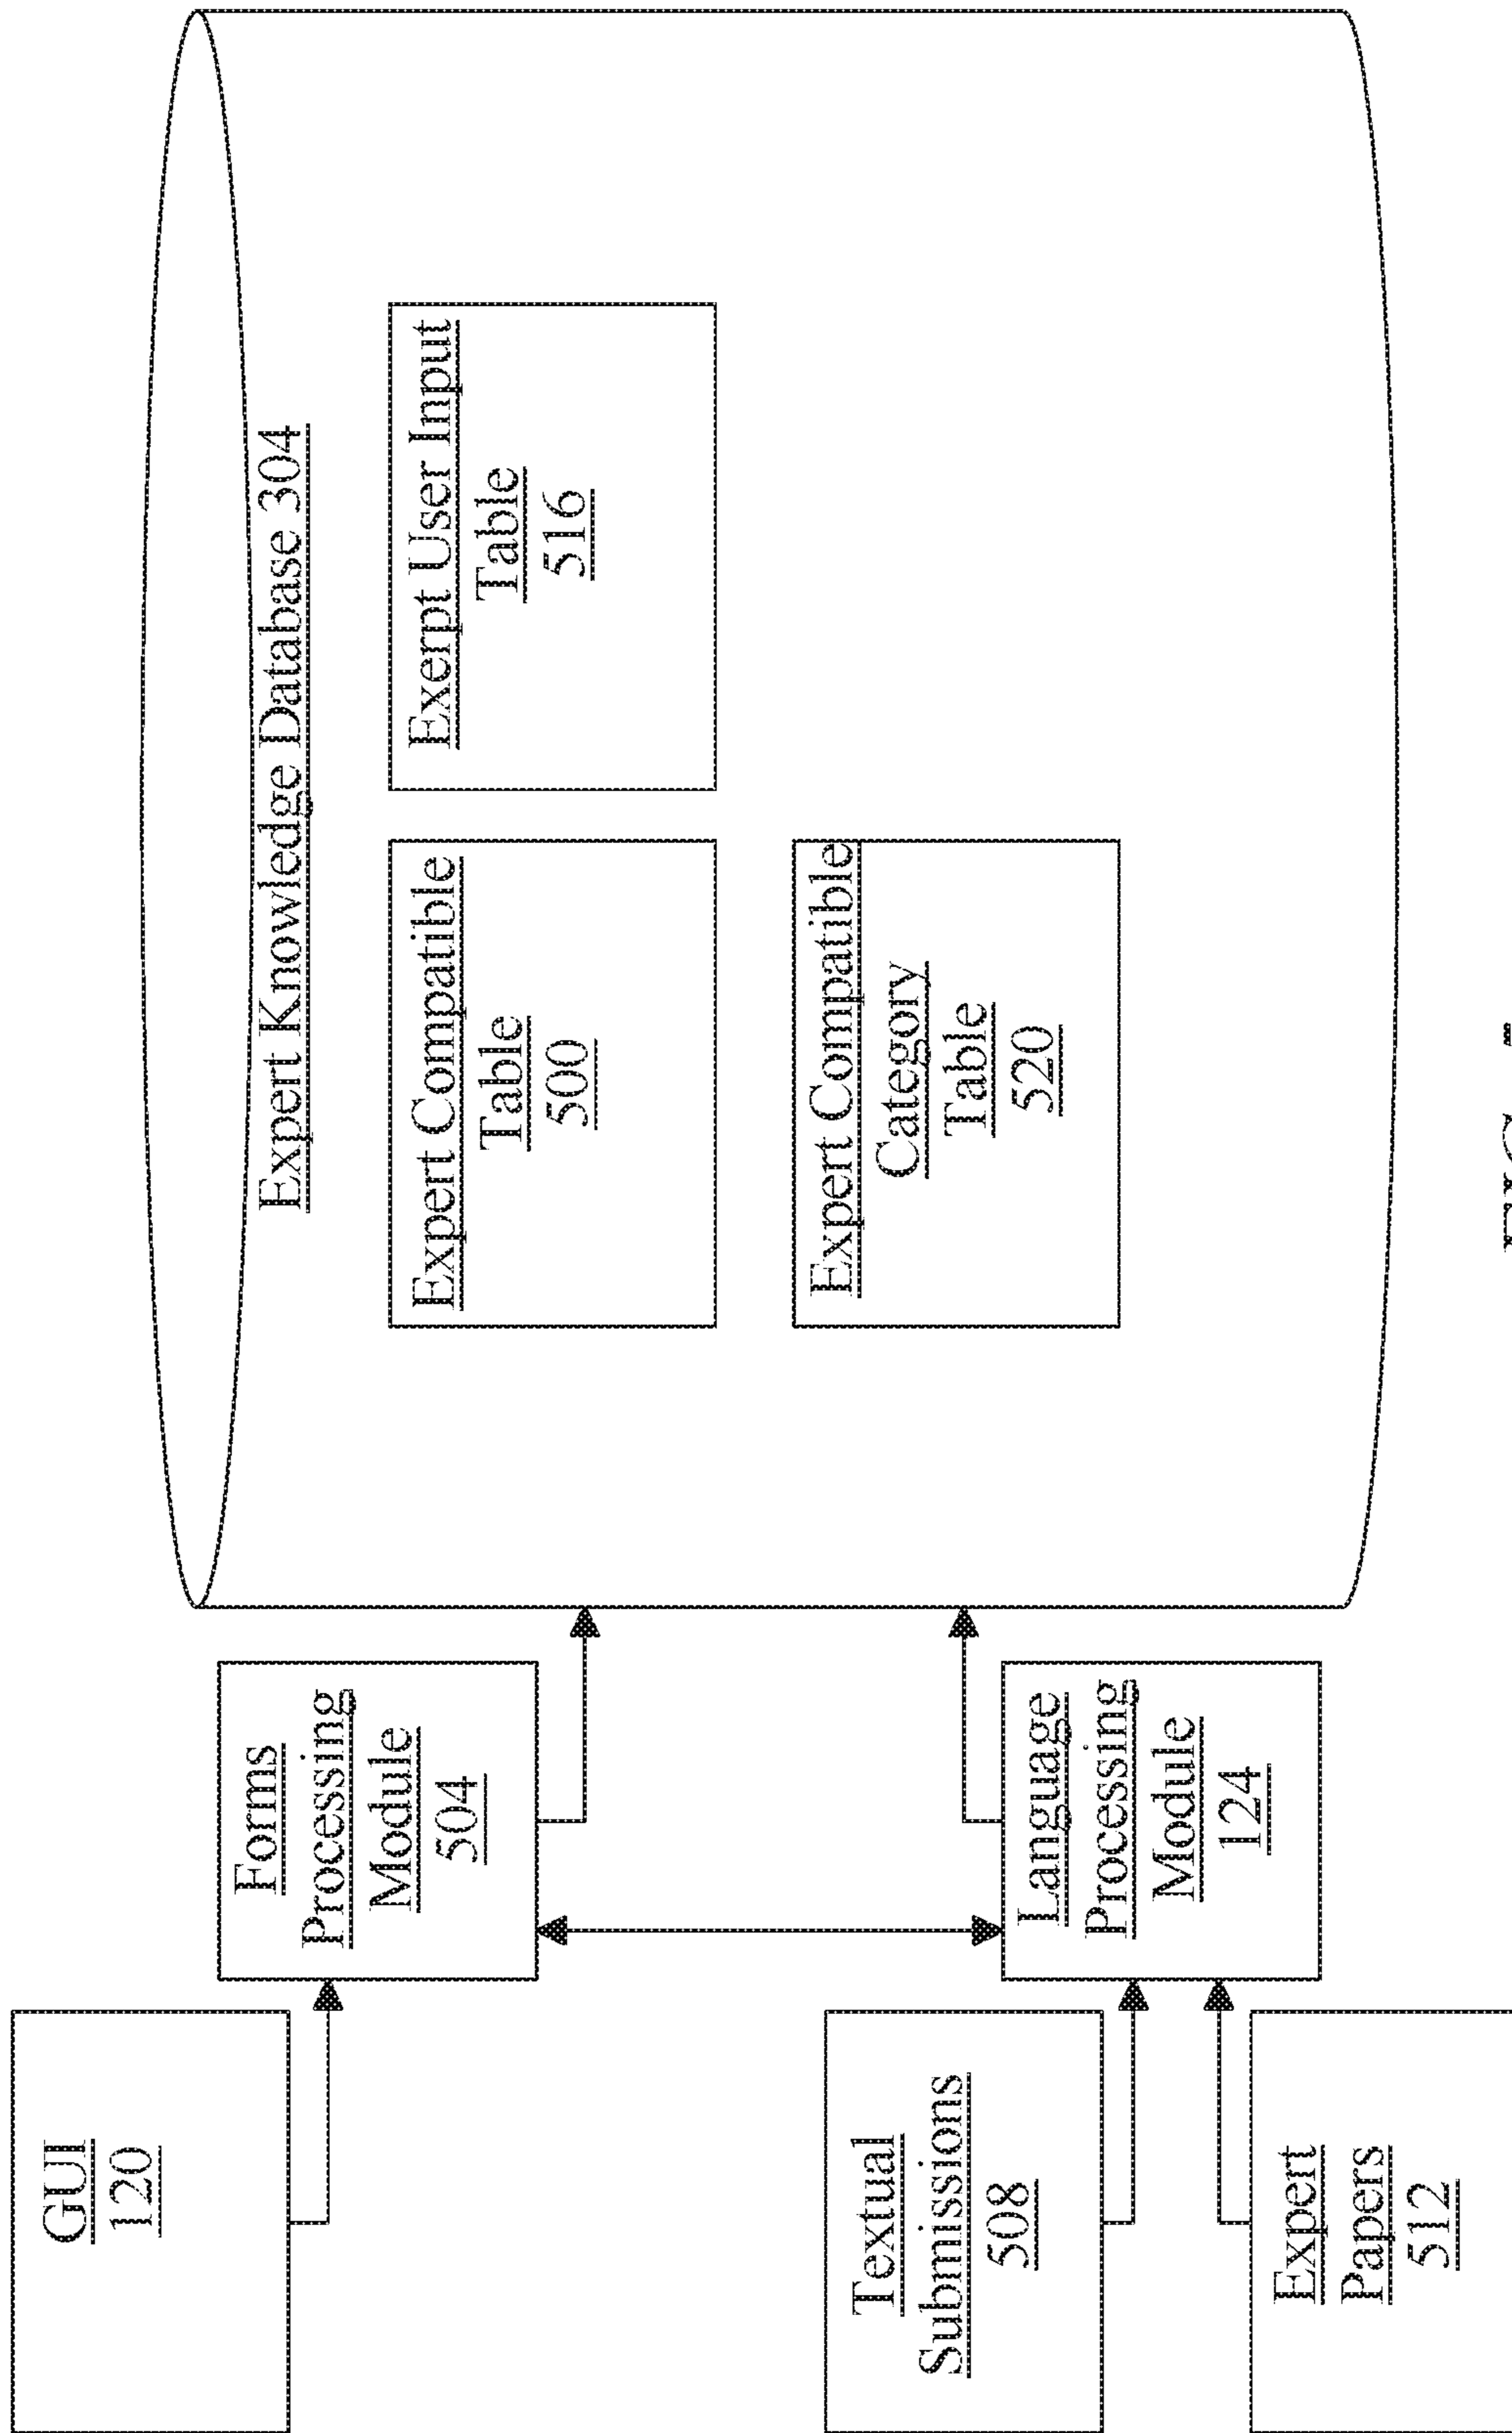 Expert Knowledge Database 304
GUI
120
Forms
Processing
Module
504
Expert Compatible
Table
500
Exerpt User Input
Table
516
Textual
Submissions
508
Language
Processing
Module
124
Expert Compatible
Category
Table
520
Expert
Papers
512